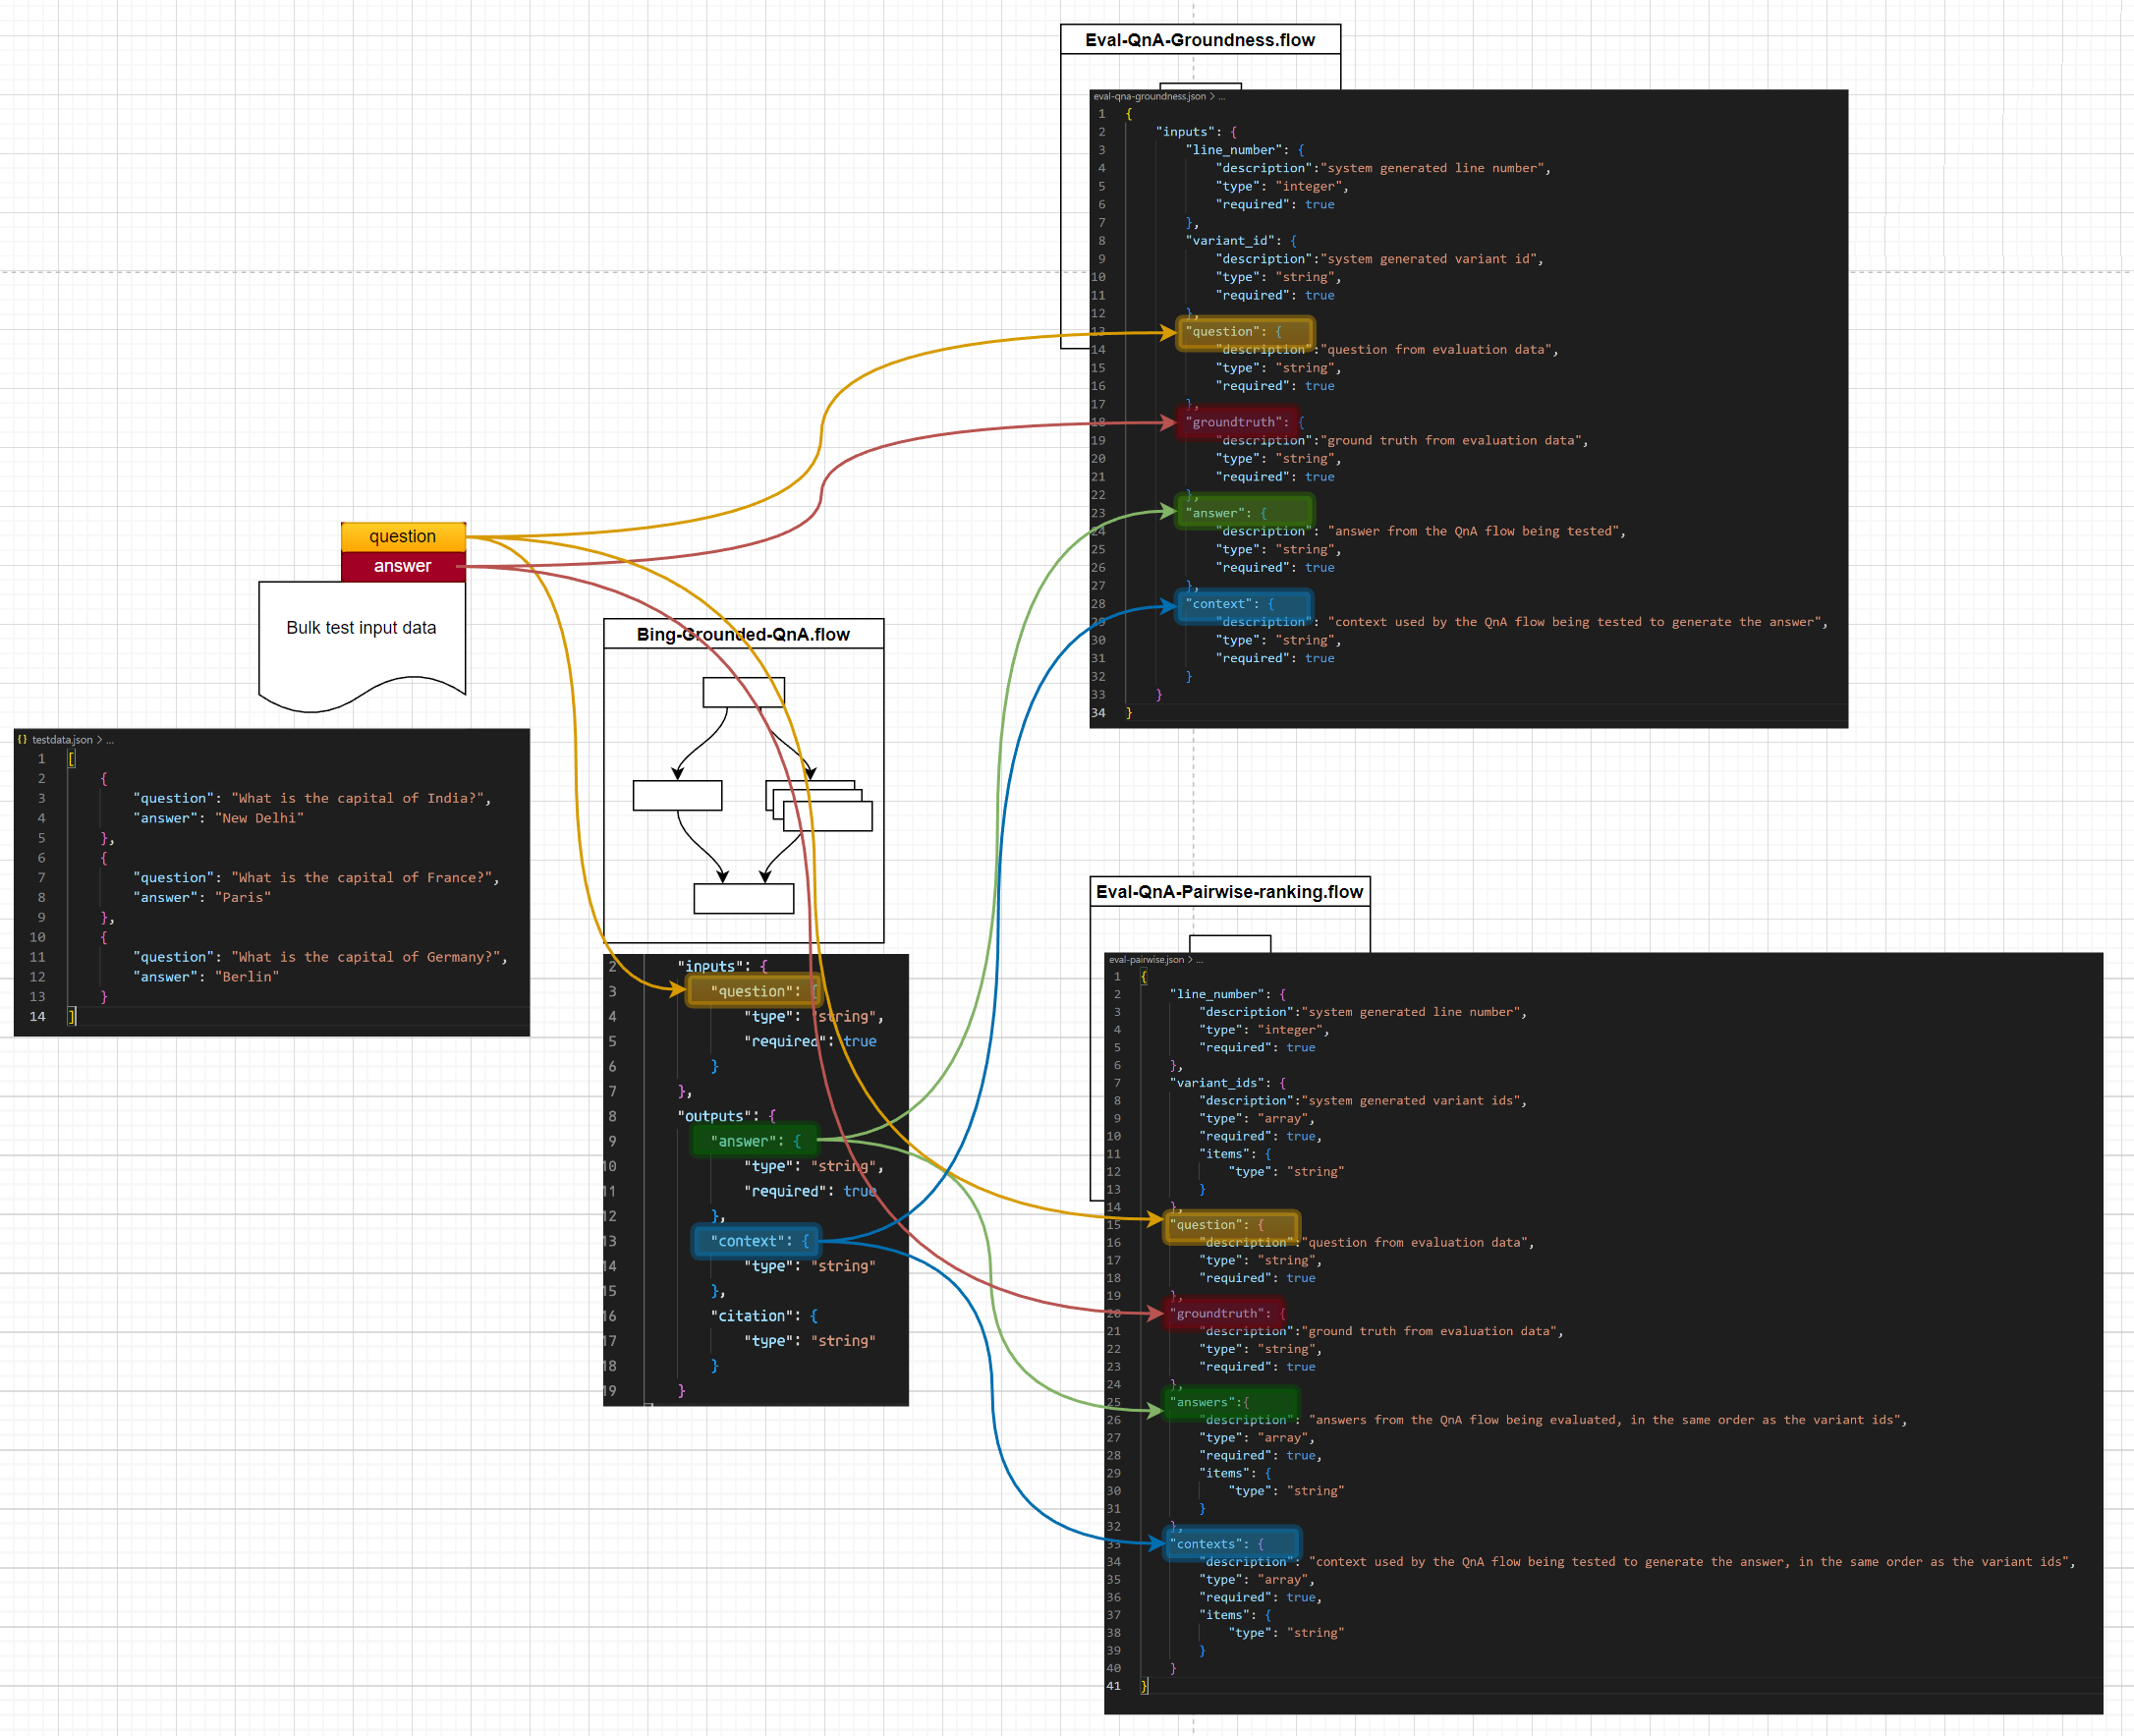 Eval-QnA-Groundness.flow
eval-qna-groundness.json > ...
1 {
2 "inputs": {
3 "line_number": {
4 "description":"system generated line number",
5 "type": "integer",
6 "required": true
7 },
8 "variant_id": {
9 "description":"system generated variant id",
10 "type": "string",
11 "required": true
12 },
13 "question": {
14 "description":"question from evaluation data",
15 "type": "string",
16 "required": true
17 },
18 "groundtruth": {
19 "description":"ground truth from evaluation data",
20 "type": "string",
21 "required": true
22 },
23 "answer": {
24 "description": "answer from the QnA flow being tested",
25 "type": "string",
26 "required": true
27 },
28 "context": {
29 "description": "context used by the QnA flow being tested to generate the answer",
30 "type": "string",
31 "required": true
32 }
33 }
34 }
question
answer
Bulk test input data
{} testdata.json > ...
1 [
2 {
3 "question": "What is the capital of India?",
4 "answer": "New Delhi"
5 },
6 {
7 "question": "What is the capital of France?",
8 "answer": "Paris"
9 },
10 {
11 "question": "What is the capital of Germany?",
12 "answer": "Berlin"
13 }
14 ]
Bing-Grounded-QnA.flow
2 "inputs": {
3 "question": {
4 "type": "string",
5 "required": true
6 }
7 },
8 "outputs": {
9 "answer": {
10 "type": "string",
11 "required": true
12 },
13 "context": {
14 "type": "string"
15 },
16 "citation": {
17 "type": "string"
18 }
19 }
Eval-QnA-Pairwise-ranking.flow
eval-pairwise.json > ...
1 {
2 "line_number": {
3 "description":"system generated line number",
4 "type": "integer",
5 "required": true
6 },
7 "variant_ids": {
8 "description":"system generated variant ids",
9 "type": "array",
10 "required": true,
11 "items": {
12 "type": "string"
13 }
14 },
15 "question": {
16 "description":"question from evaluation data",
17 "type": "string",
18 "required": true
19 },
20 "groundtruth": {
21 "description":"ground truth from evaluation data",
22 "type": "string",
23 "required": true
24 },
25 "answers":{
26 "description": "answers from the QnA flow being evaluated, in the same order as the variant ids",
27 "type": "array",
28 "required": true,
29 "items": {
30 "type": "string"
31 }
32 },
33 "contexts": {
34 "description": "context used by the QnA flow being tested to generate the answer, in the same order as the variant ids",
35 "type": "array",
36 "required": true,
37 "items": {
38 "type": "string"
39 }
40 }
41 }